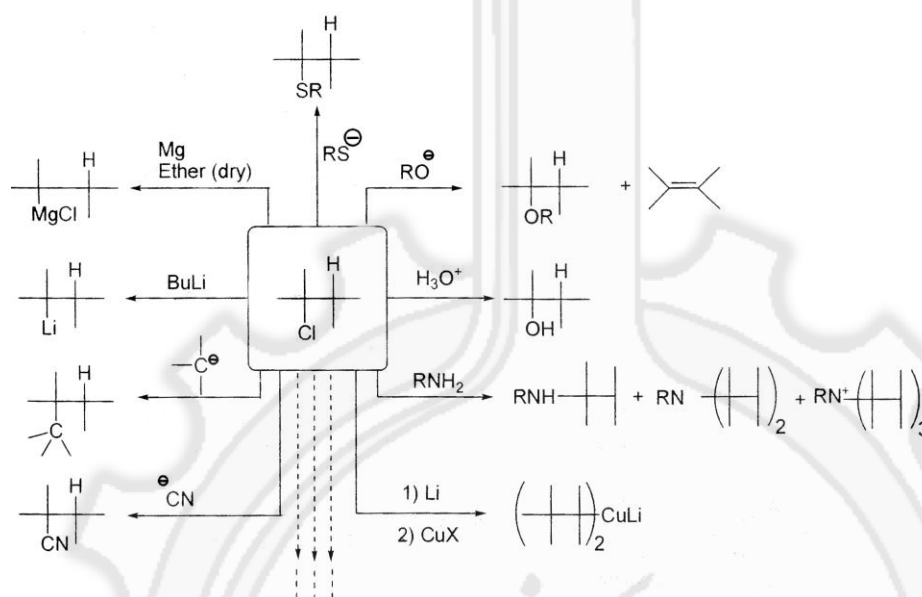 H
SR
Mg
Ether (dry)
RS⊖
RO⊖
H
MgCl
H
OR
+
BuLi
H
Li
H
Cl
H₃O⁺
H
OH
C⊖
H
C
RNH₂
RNH
+
RN
2
+
RN⁺
3
⊖CN
H
CN
1) Li
2) CuX
2
CuLi